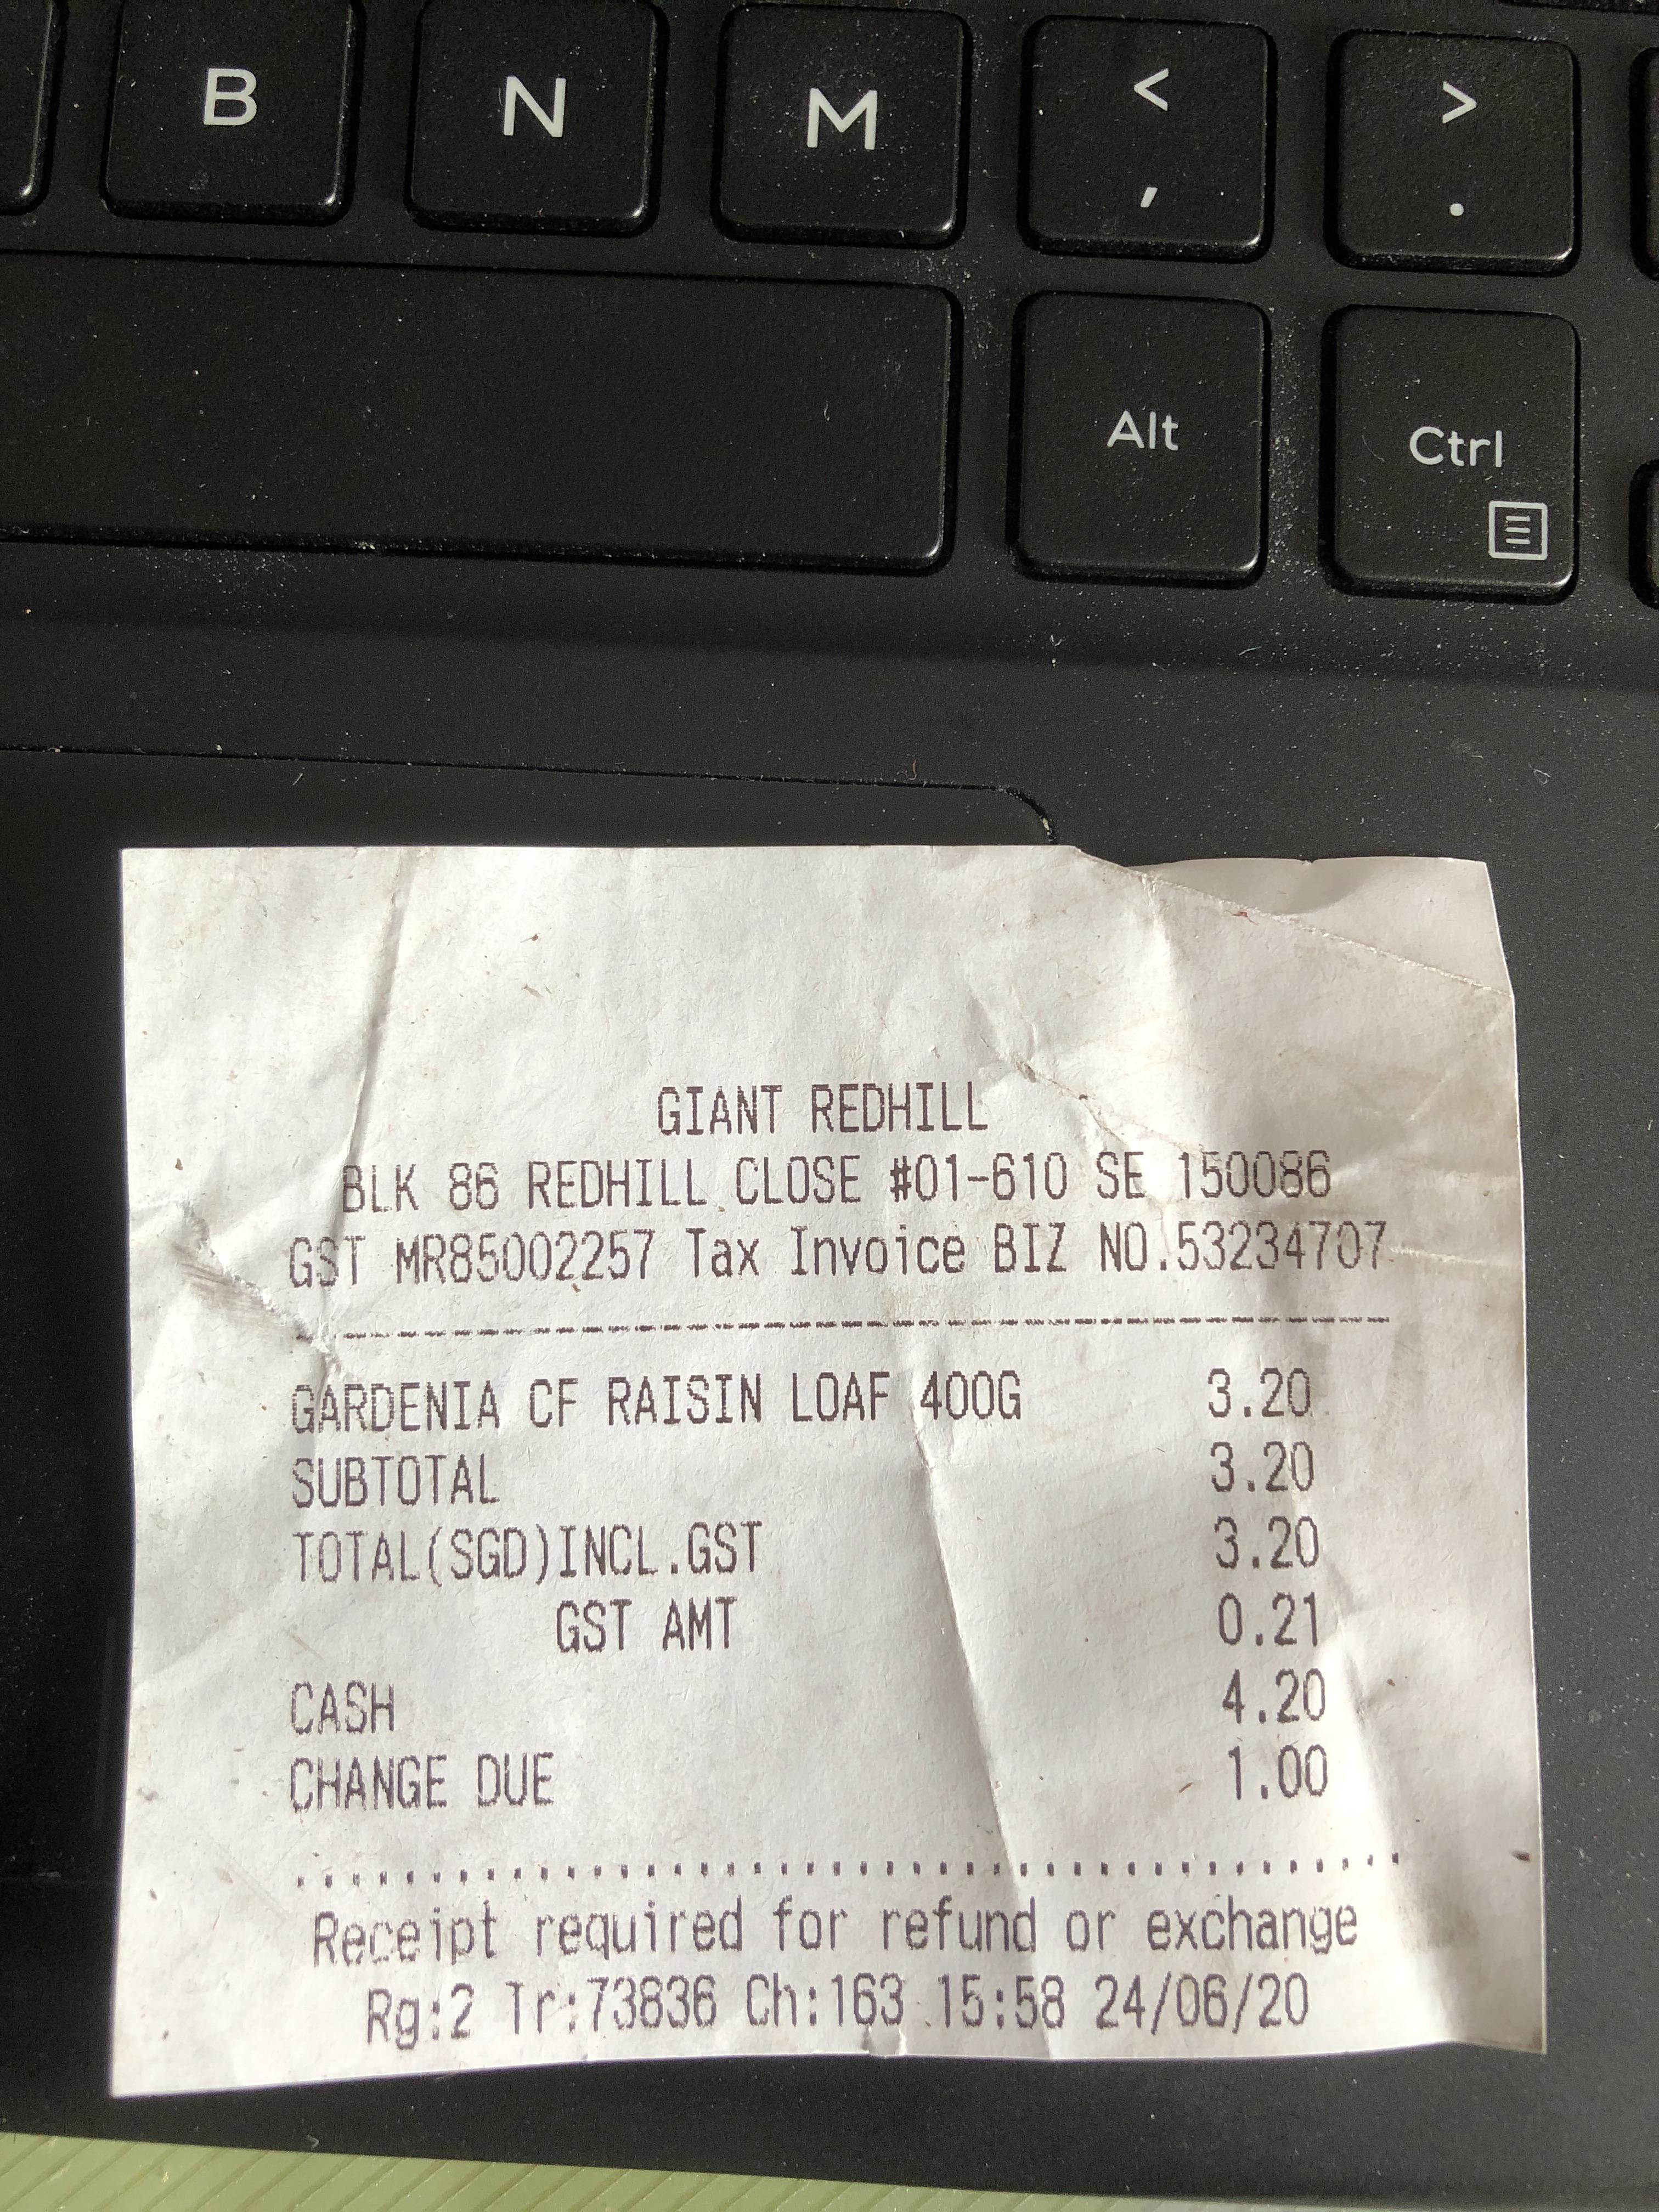 B N M < >
, .
Alt Ctrl
GIANT REDHILL
BLK 86 REDHILL CLOSE #01-610 SE 150086
GST MR85002257 Tax Invoice BIZ NO.53234707
GARDENIA CF RAISIN LOAF 400G 3.20
SUBTOTAL 3.20
TOTAL(SGD)INCL.GST 3.20
GST AMT 0.21
CASH 4.20
CHANGE DUE 1.00
Receipt required for refund or exchange
Rg:2 Tr:73836 Ch:163 15:58 24/06/20